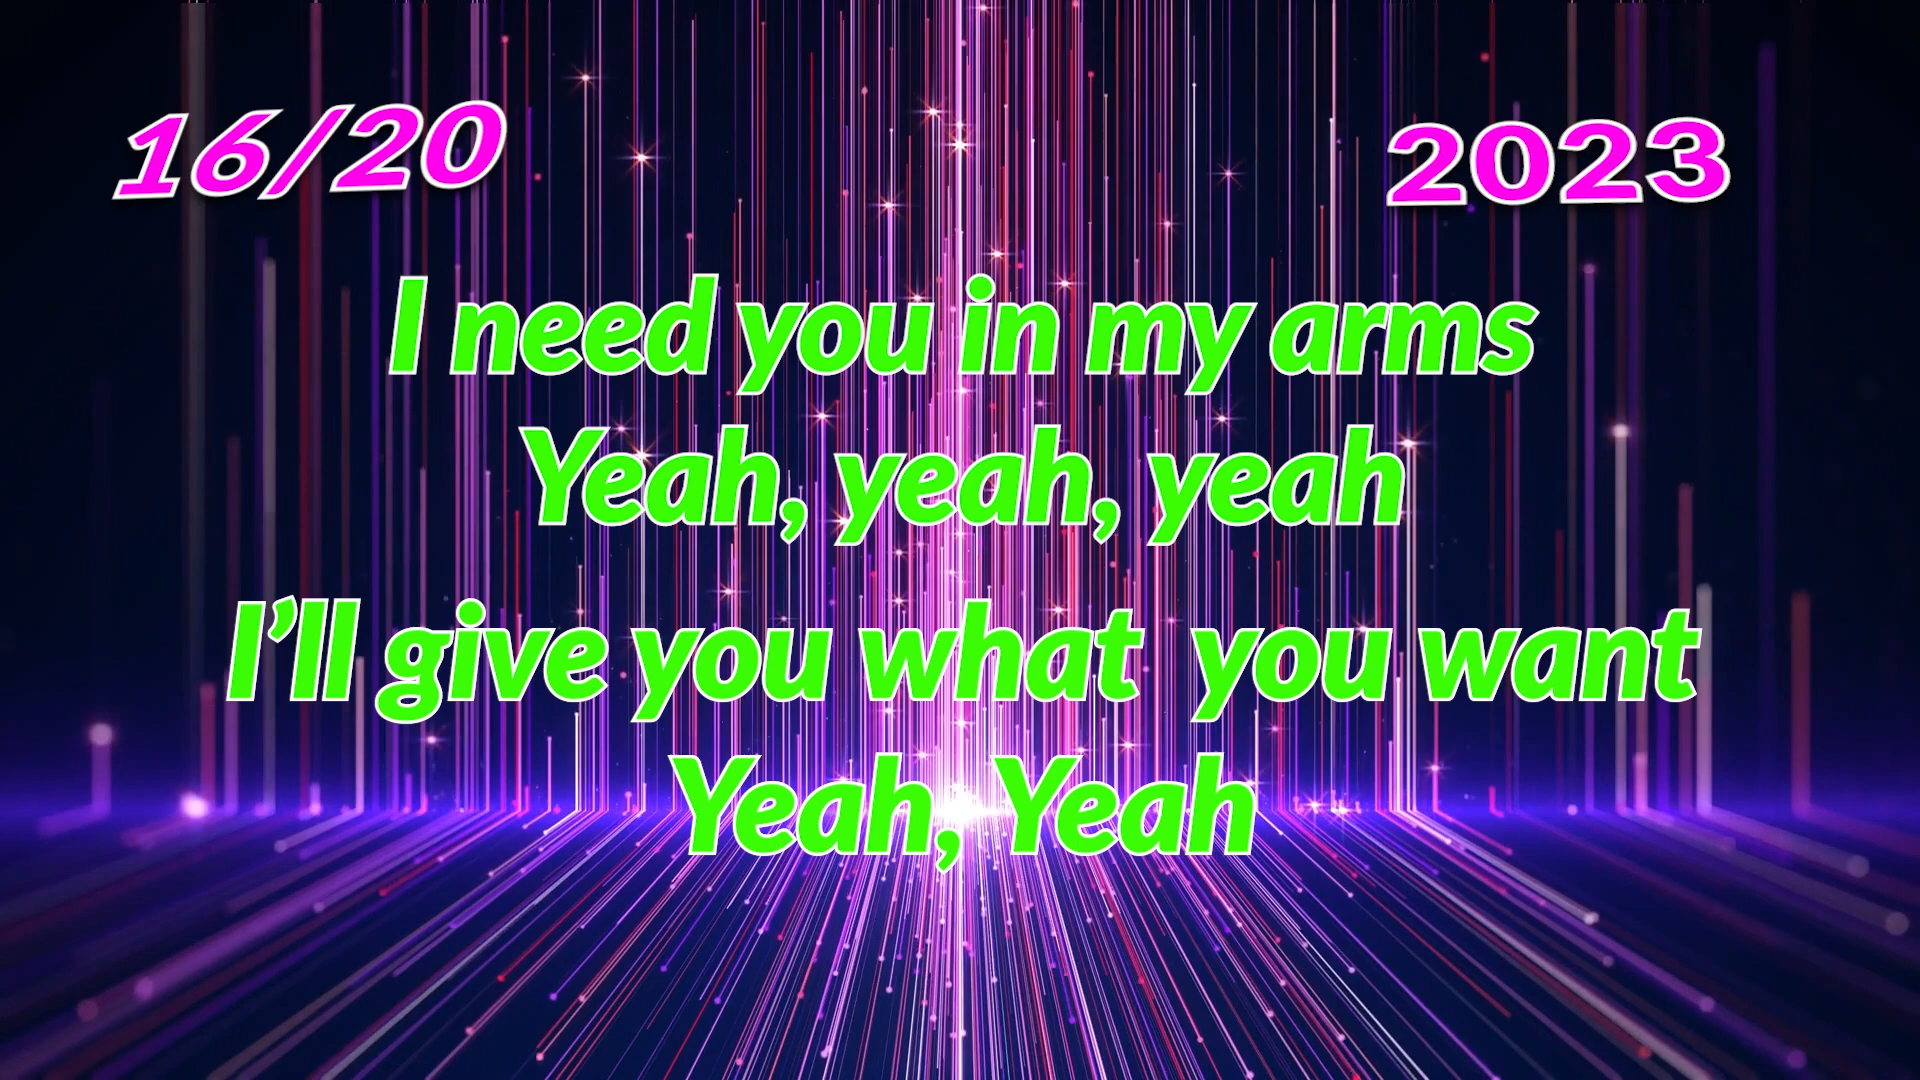 16/20
2023
I need you in my arms
Yeah, yeah, yeah
I’ll give you what  you want
Yeah, Yeah